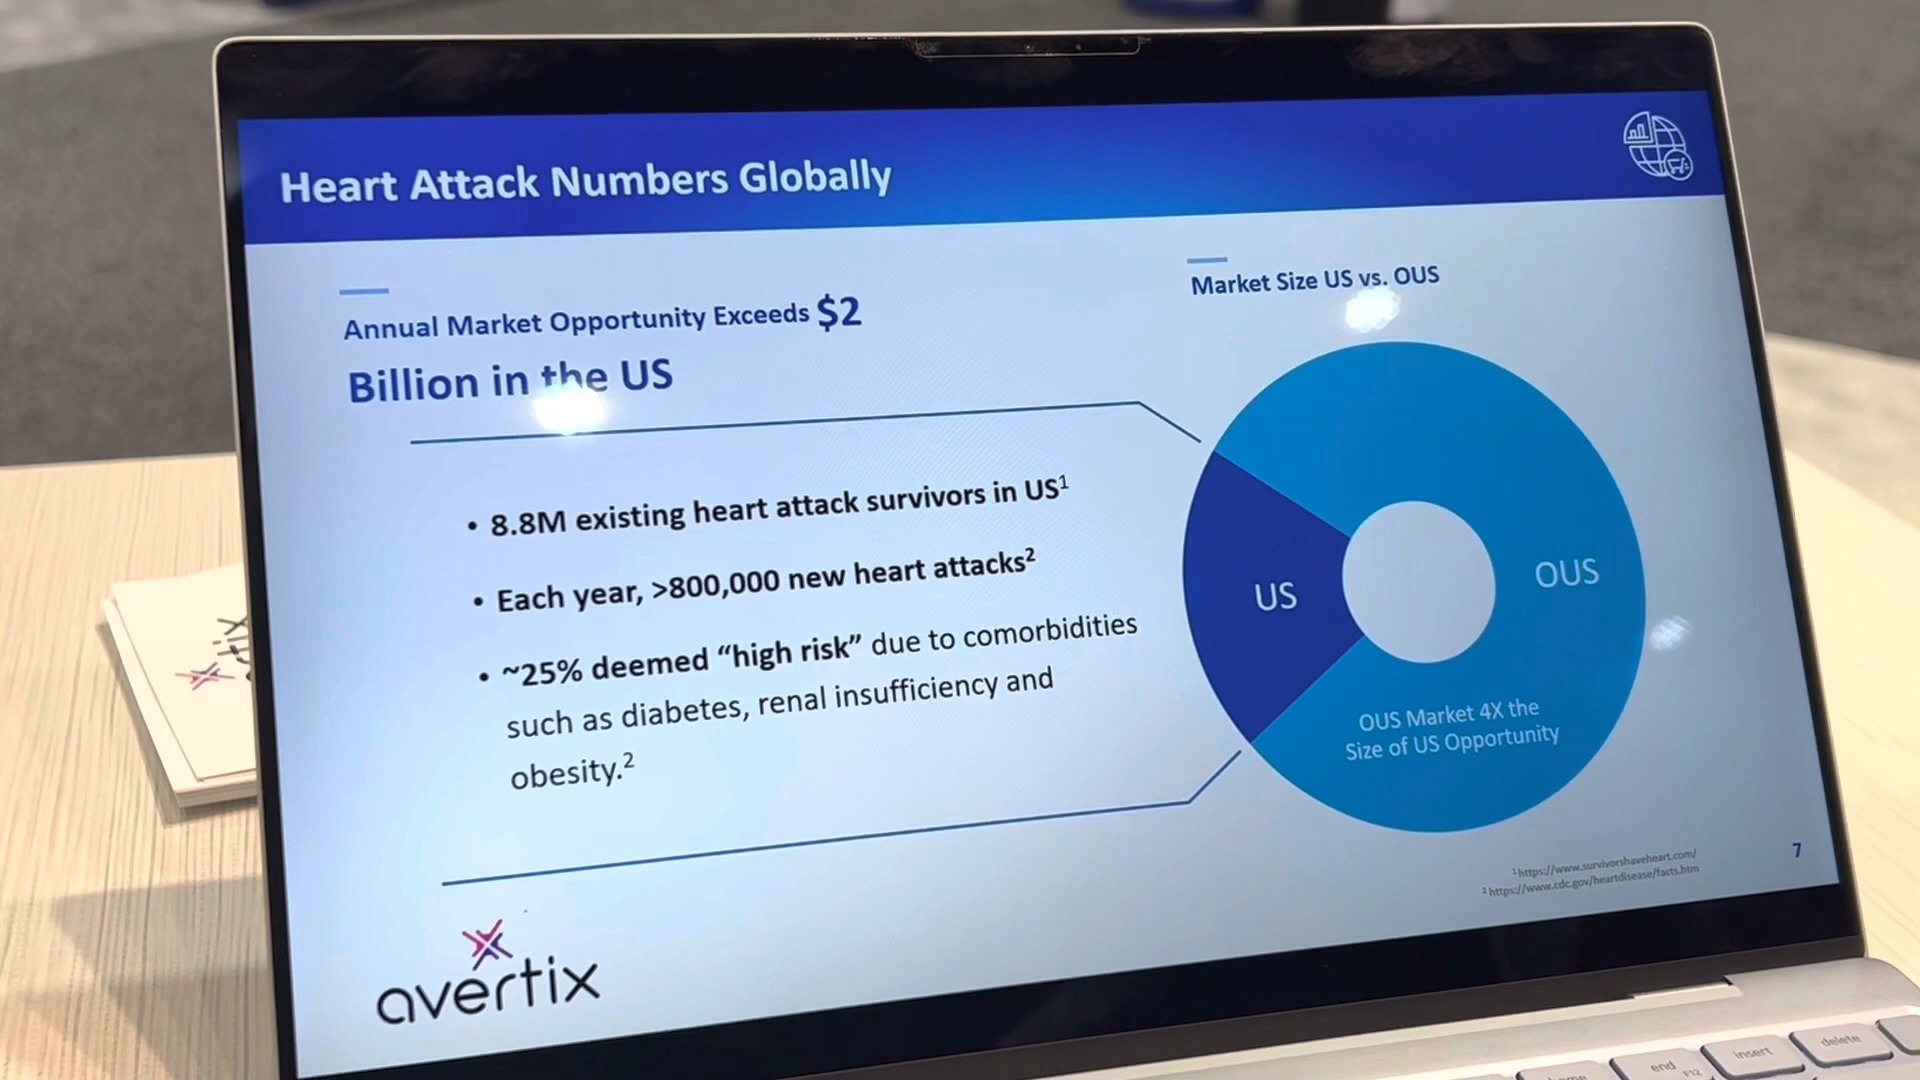 Heart Attack Numbers Globally
Annual Market Opportunity Exceeds $2
Billion in the US
• 8.8M existing heart attack survivors in US1
• Each year, >800,000 new heart attacks2
• ~25% deemed “high risk” due to comorbidities
such as diabetes, renal insufficiency and
obesity.2
Market Size US vs. OUS
US
OUS
OUS Market 4X the
Size of US Opportunity
1 https://www.survivorshaveheart.com/
2 https://www.cdc.gov/heartdisease/facts.htm
7
avertix
end
F12
insert
delete